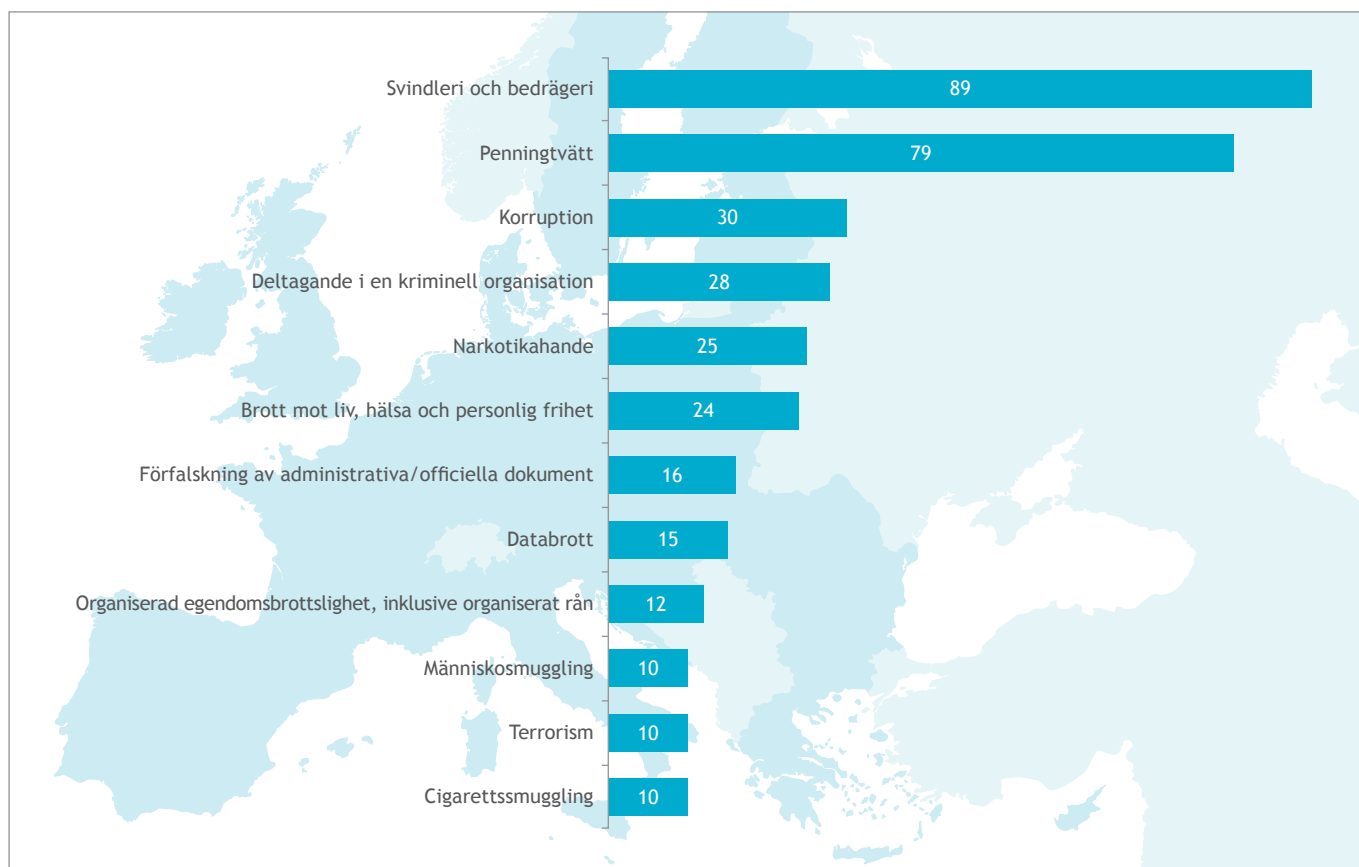 Svindleri och bedrägeri 89
Penningtvätt 79
Korruption 30
Deltagande i en kriminell organisation 28
Narkotikahande 25
Brott mot liv, hälsa och personlig frihet 24
Förfalskning av administrativa/officiella dokument 16
Databrott 15
Organiserad egendomsbrottslighet, inklusive organiserat rån 12
Människosmuggling 10
Terrorism 10
Cigarettssmuggling 10